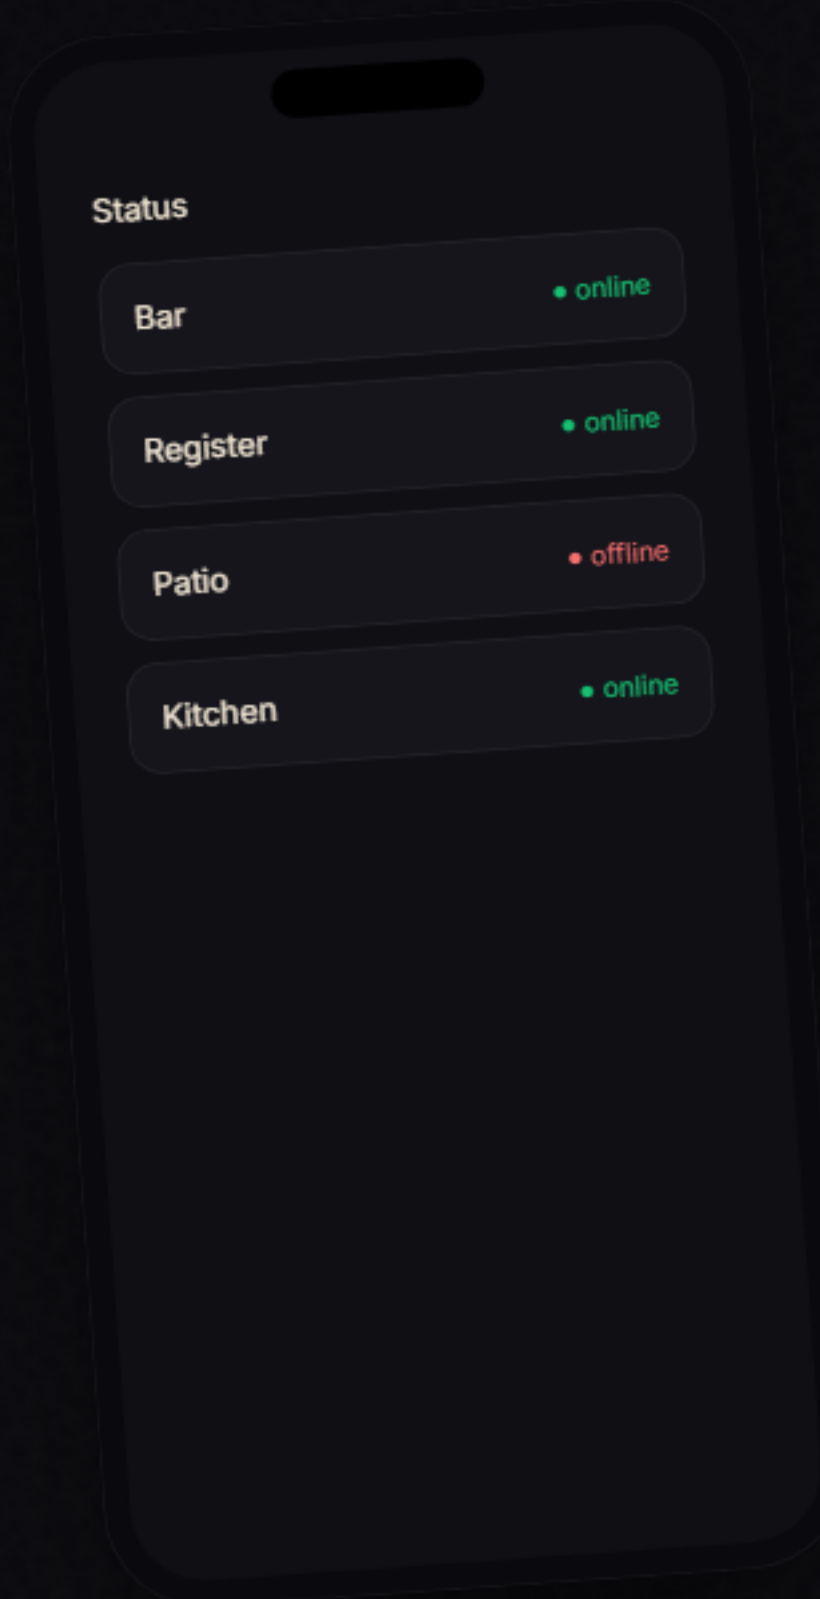 Status
Bar
• online
Register
• online
Patio
• offline
Kitchen
• online